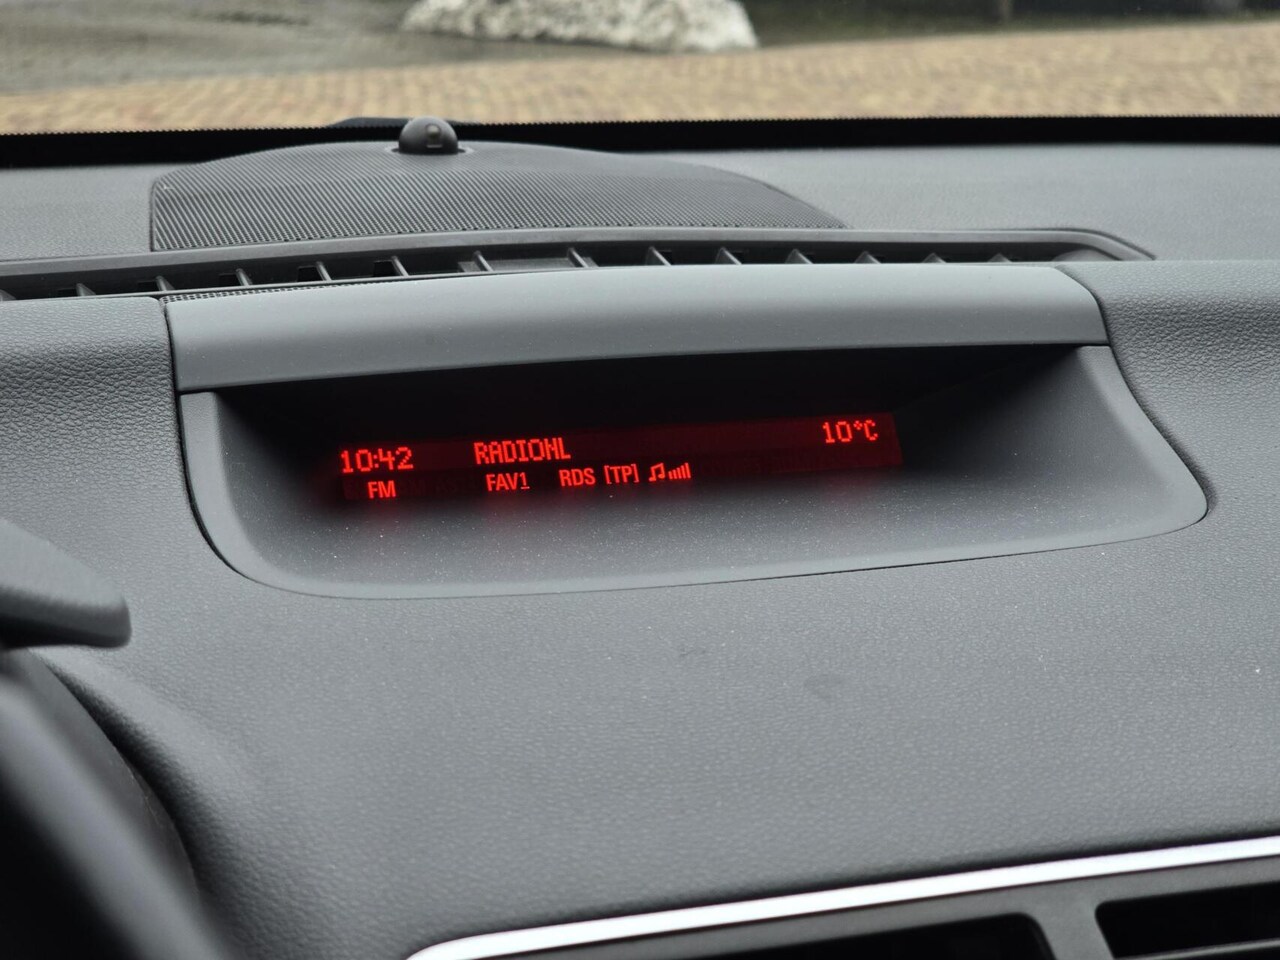 10:42 RADIONL 10°C
FM FAV1 RDS [TP]